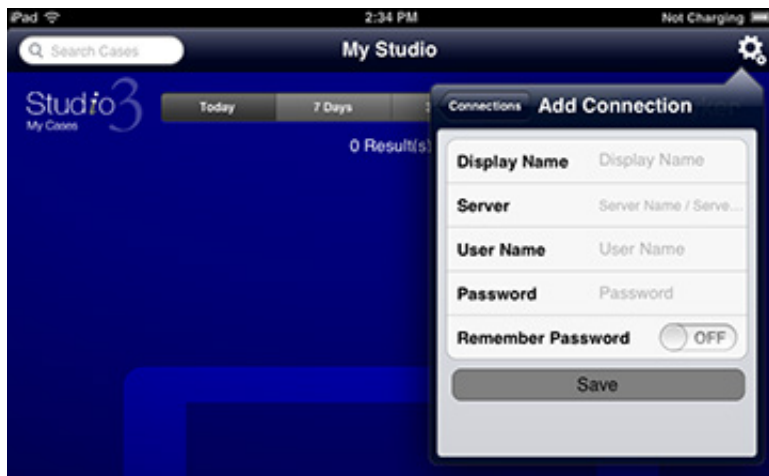 iPad 2:34 PM Not Charging
Search Cases My Studio
Studio3
My Cases
Today 7 Days 3
0 Result(s)
Connections Add Connection
Display Name Display Name
Server Server Name / Serve...
User Name User Name
Password Password
Remember Password OFF
Save